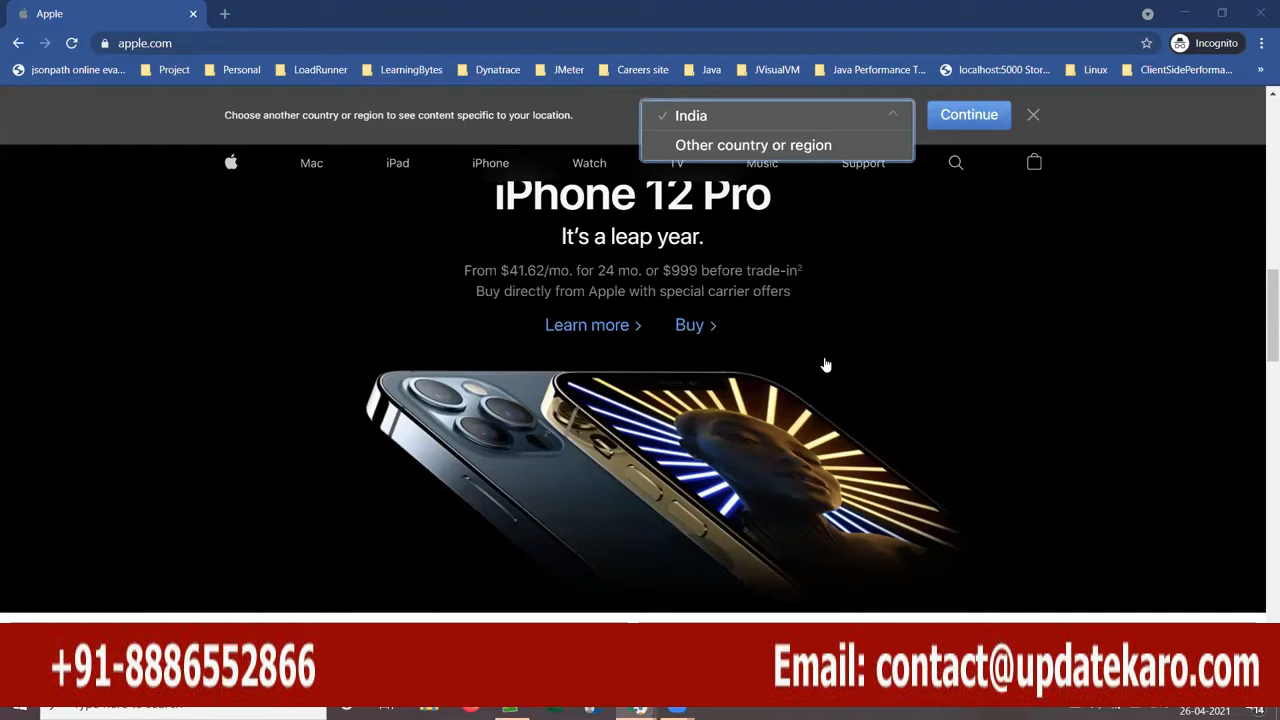 Apple
apple.com
Incognito
jsonpath online eva...
Project
Personal
LoadRunner
LearningBytes
Dynatrace
JMeter
Careers site
Java
JVisualVM
Java Performance T...
localhost:5000 Stor...
Linux
ClientSidePerforma...
»
Choose another country or region to see content specific to your location.
India
Continue
Other country or region
Mac
iPad
iPhone
Watch
TV
Music
Support
iPhone 12 Pro
It's a leap year.
From $41.62/mo. for 24 mo. or $999 before trade-in²
Buy directly from Apple with special carrier offers
Learn more >
Buy >
+91-8886552866
Email: contact@updatekaro.com
26-04-2021